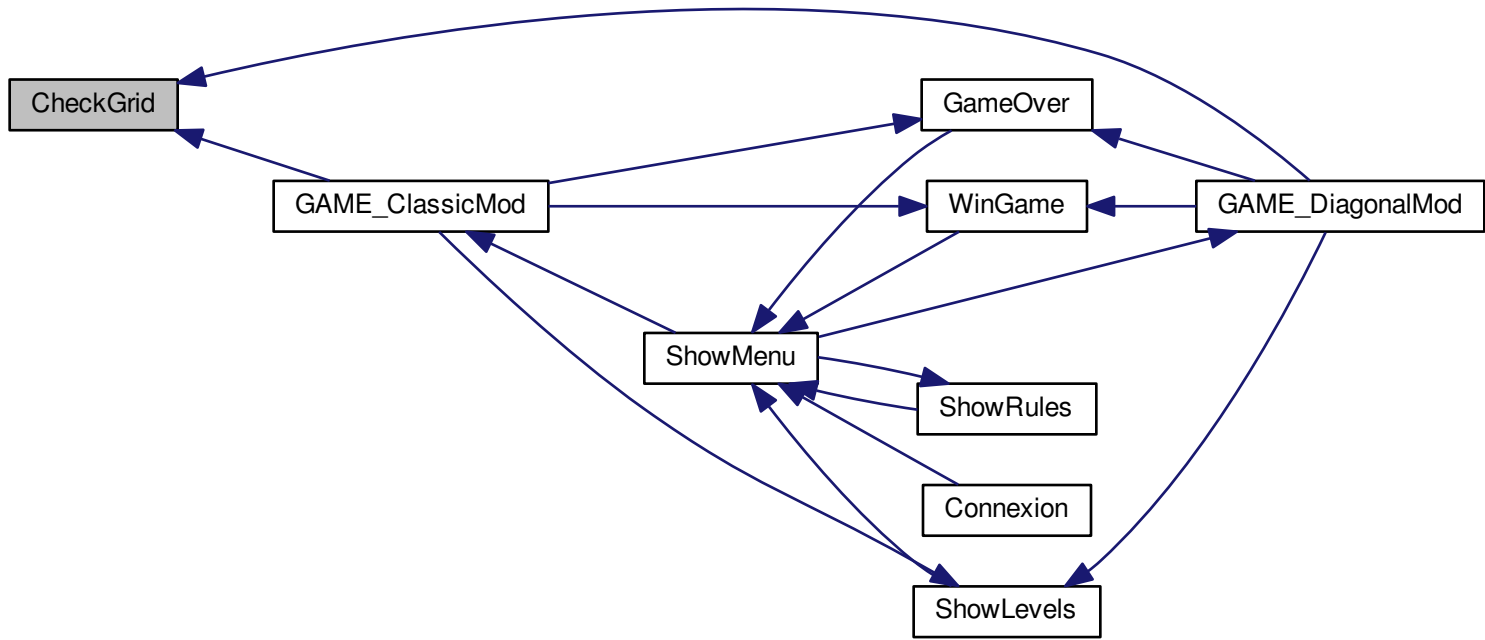 CheckGrid
GameOver
GAME_ClassicMod
WinGame
GAME_DiagonalMod
ShowMenu
ShowRules
Connexion
ShowLevels